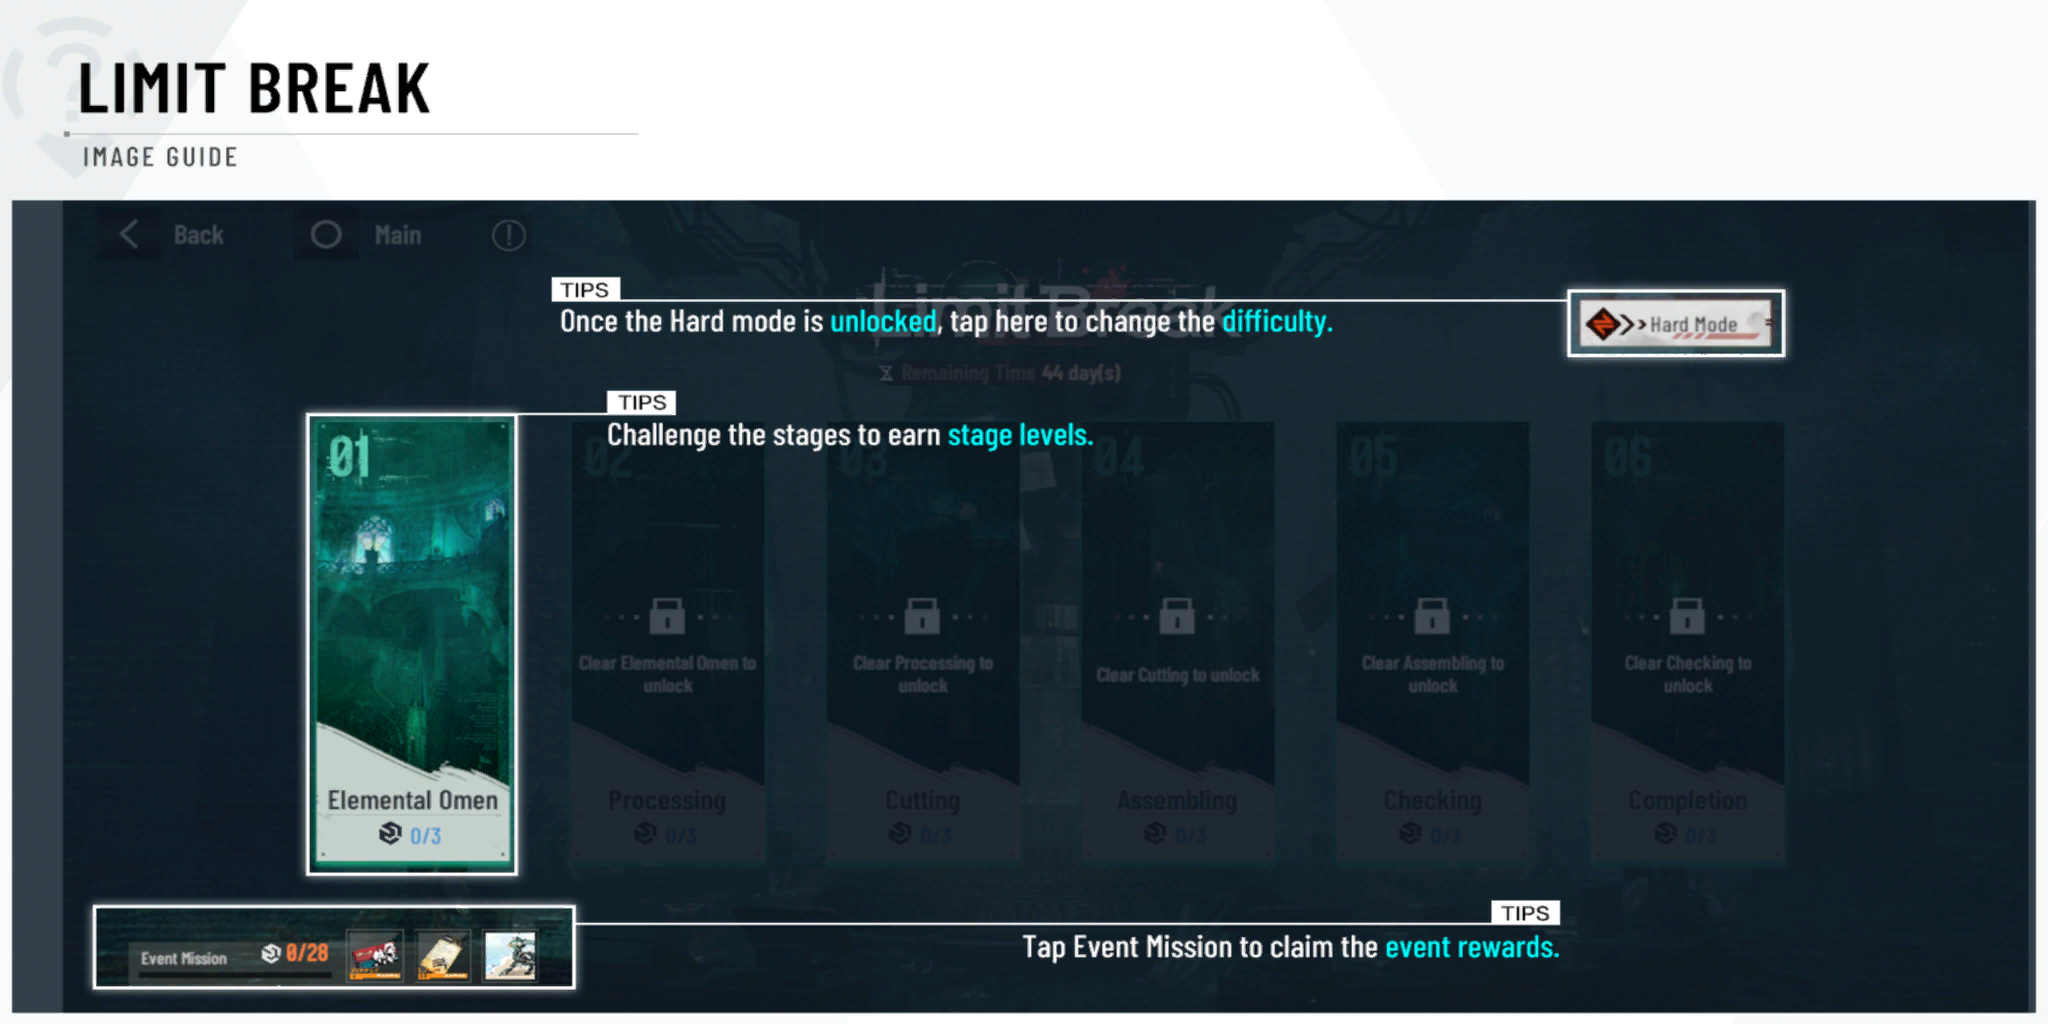 LIMIT BREAK
IMAGE GUIDE
Back
Main
TIPS
Once the Hard mode is unlocked, tap here to change the difficulty.
Hard Mode
Limit Break
Remaining Time 44 day(s)
TIPS
Challenge the stages to earn stage levels.
01
02
03
04
05
06
Clear Elemental Omen to
unlock
Clear Processing to
unlock
Clear Cutting to unlock
Clear Assembling to
unlock
Clear Checking to
unlock
Elemental Omen
0/3
Processing
0/3
Cutting
0/3
Assembling
0/3
Checking
0/3
Completion
0/3
Event Mission
0/28
TIPS
Tap Event Mission to claim the event rewards.